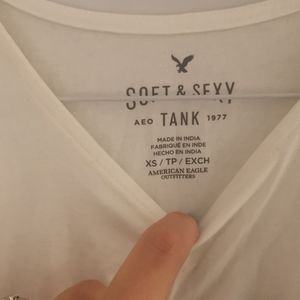 SOFT & SEXY
AEO TANK 1977
MADE IN INDIA
FABRIQUÉ EN INDE
HECHO EN INDIA
XS / TP / EXCH
AMERICAN EAGLE
OUTFITTERS